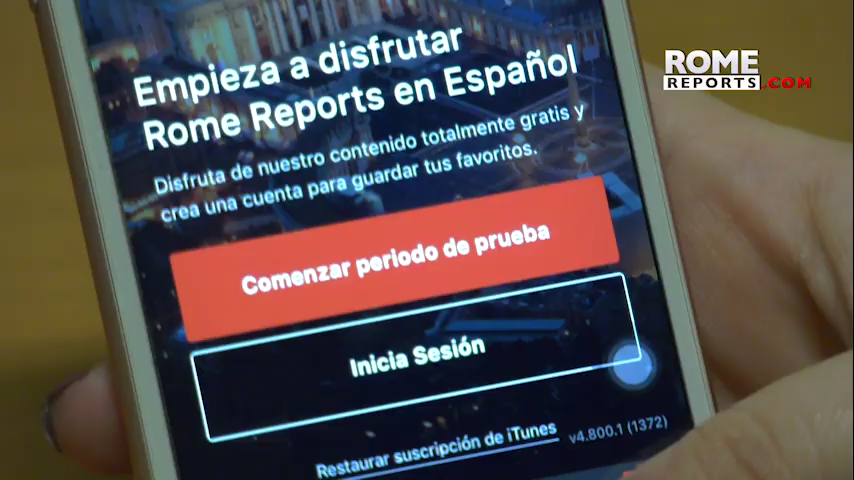 Empieza a disfrutar
Rome Reports en Español
Disfruta de nuestro contenido totalmente gratis y
crea una cuenta para guardar tus favoritos.
Comenzar periodo de prueba
Inicia Sesión
Restaurar suscripción de iTunes
v4.800.1 (1372)
ROME
REPORTS.COM